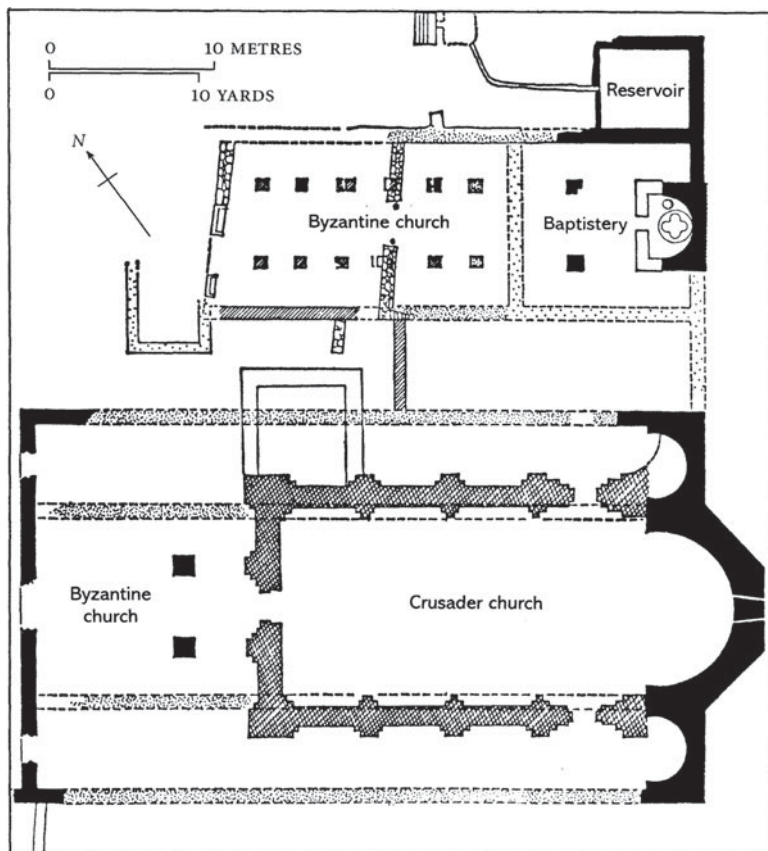 0 10 METRES
0 10 YARDS
N
Reservoir
Byzantine church
Baptistery
Byzantine
church
Crusader church